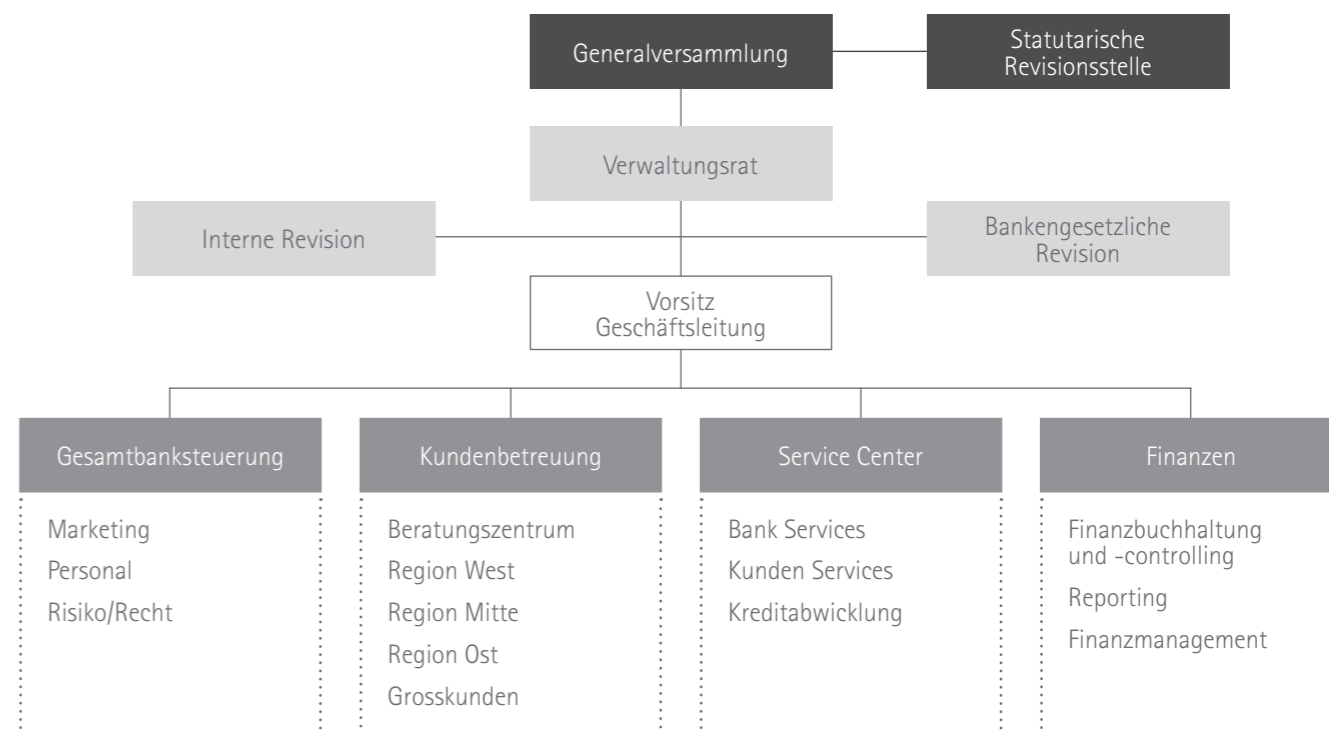 Generalversammlung
Statutarische
Revisionsstelle
Verwaltungsrat
Interne Revision
Bankengesetzliche
Revision
Vorsitz
Geschäftsleitung
Gesamtbanksteuerung
Marketing
Personal
Risiko/Recht
Kundenbetreuung
Beratungszentrum
Region West
Region Mitte
Region Ost
Grosskunden
Service Center
Bank Services
Kunden Services
Kreditabwicklung
Finanzen
Finanzbuchhaltung
und -controlling
Reporting
Finanzmanagement